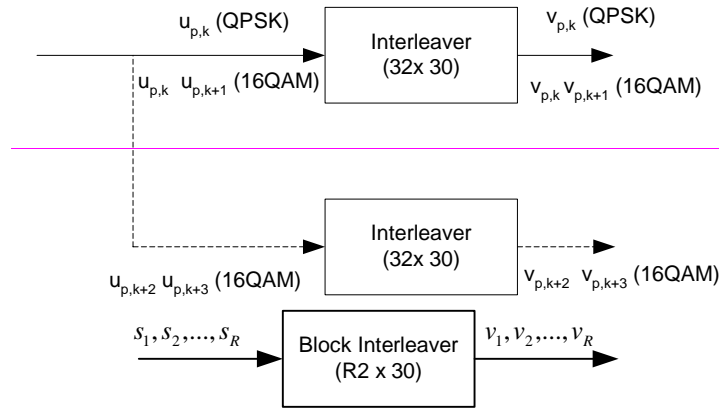 u_{p,k} (QPSK)
v_{p,k} (QPSK)
Interleaver
(32x 30)
u_{p,k} u_{p,k+1} (16QAM)
v_{p,k} v_{p,k+1} (16QAM)
Interleaver
(32x 30)
u_{p,k+2} u_{p,k+3} (16QAM)
v_{p,k+2} v_{p,k+3} (16QAM)
s_1, s_2,..., s_R
Block Interleaver
(R2 x 30)
v_1, v_2,..., v_R